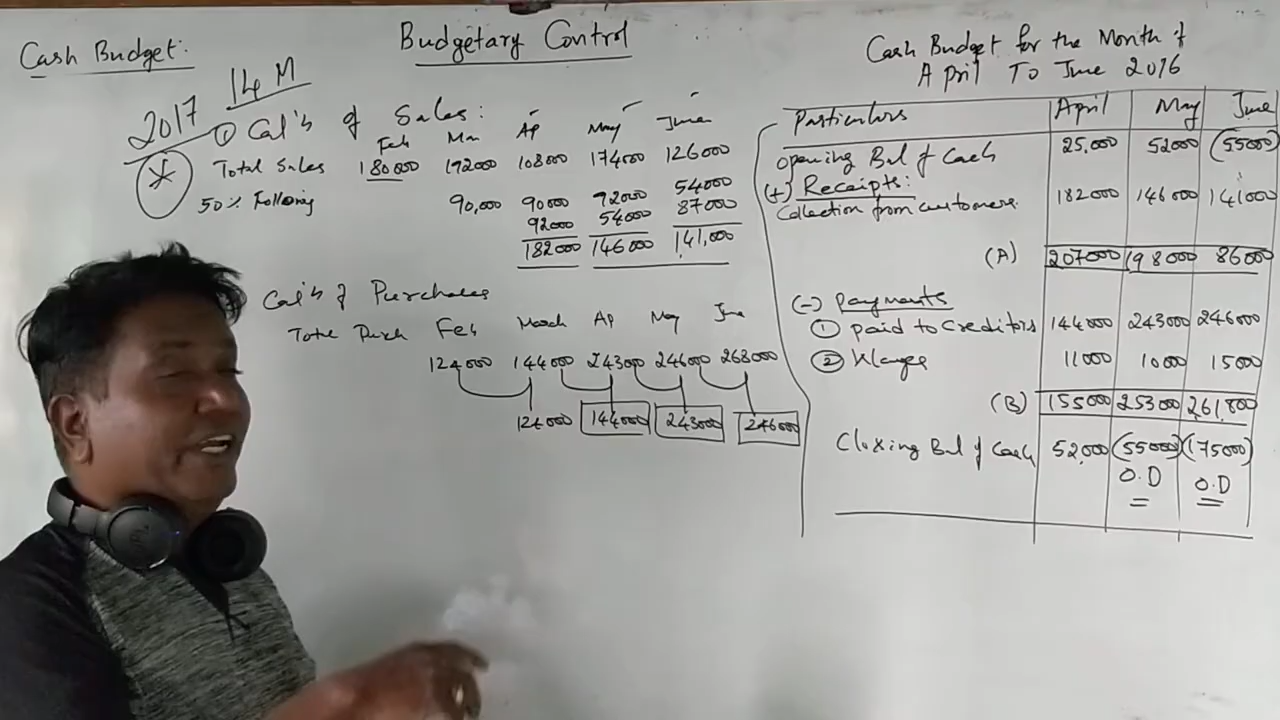 Cash Budget:
Budgetary Control
2017 14 M
① Cal's of Sales:
Feb Mar Ap May June
Total Sales 180000 192000 108000 174000 126000
50% Following 90,000 90000 92000 54000
92000 54000 87000
182000 146000 141,000
Cal's of Purchases
Total Purch Feb March Ap May June
124000 144000 243000 246000 268000
124000 144000 243000 246000
Cash Budget for the Month of
April To June 2016
Particulars April May June
opening Bal of Cash 25,000 52000 (55000)
(+) Receipts:
Collection from customers. 182000 146000 141000
(A) 207000 198000 86000
(-) Payments
① Paid to Creditors 144000 243000 246000
② Wages 11000 10000 15000
(B) 155000 253000 261,800
Closing Bal of Cash 52,000 (55000) (175000)
O.D O.D